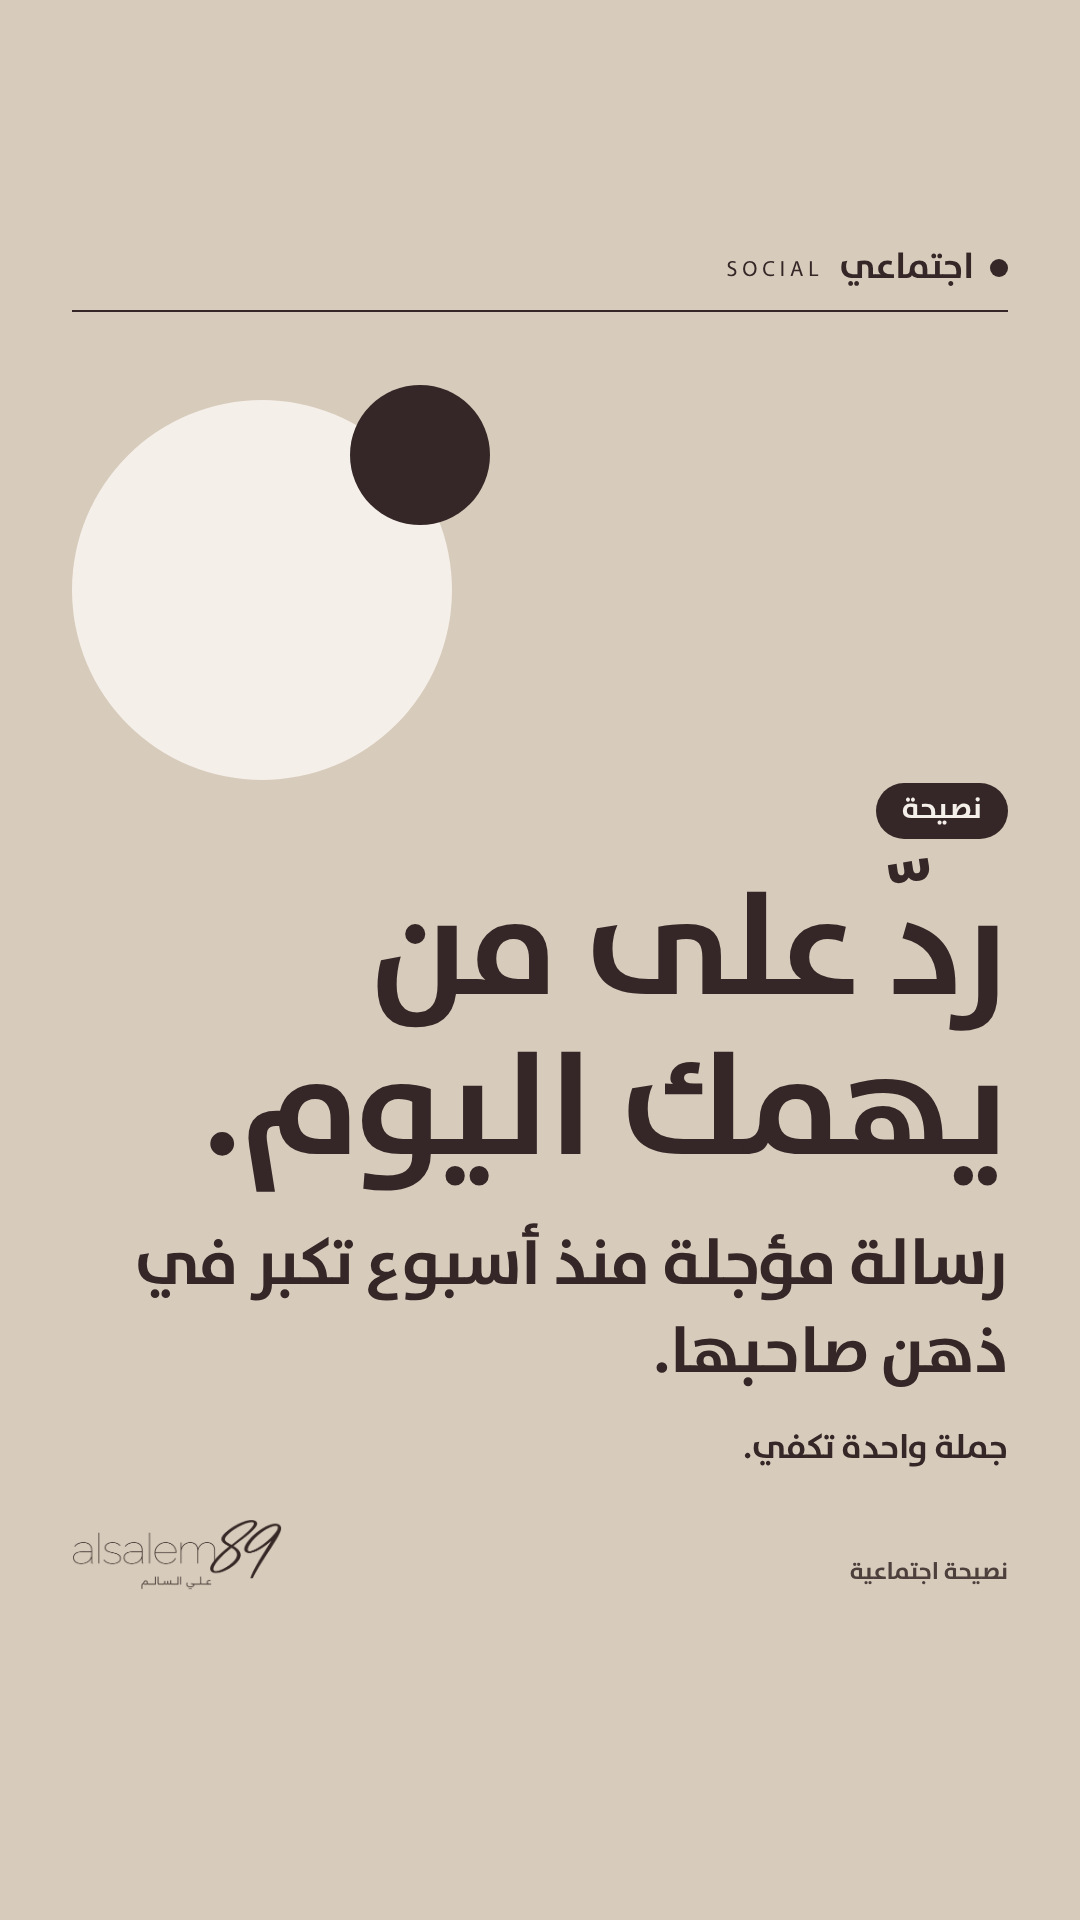 اجتماعي SOCIAL
نصيحة
ردّ على من
يهمك اليوم.
رسالة مؤجلة منذ أسبوع تكبر في
ذهن صاحبها.
جملة واحدة تكفي.
نصيحة اجتماعية
alsalem89
علي السالم